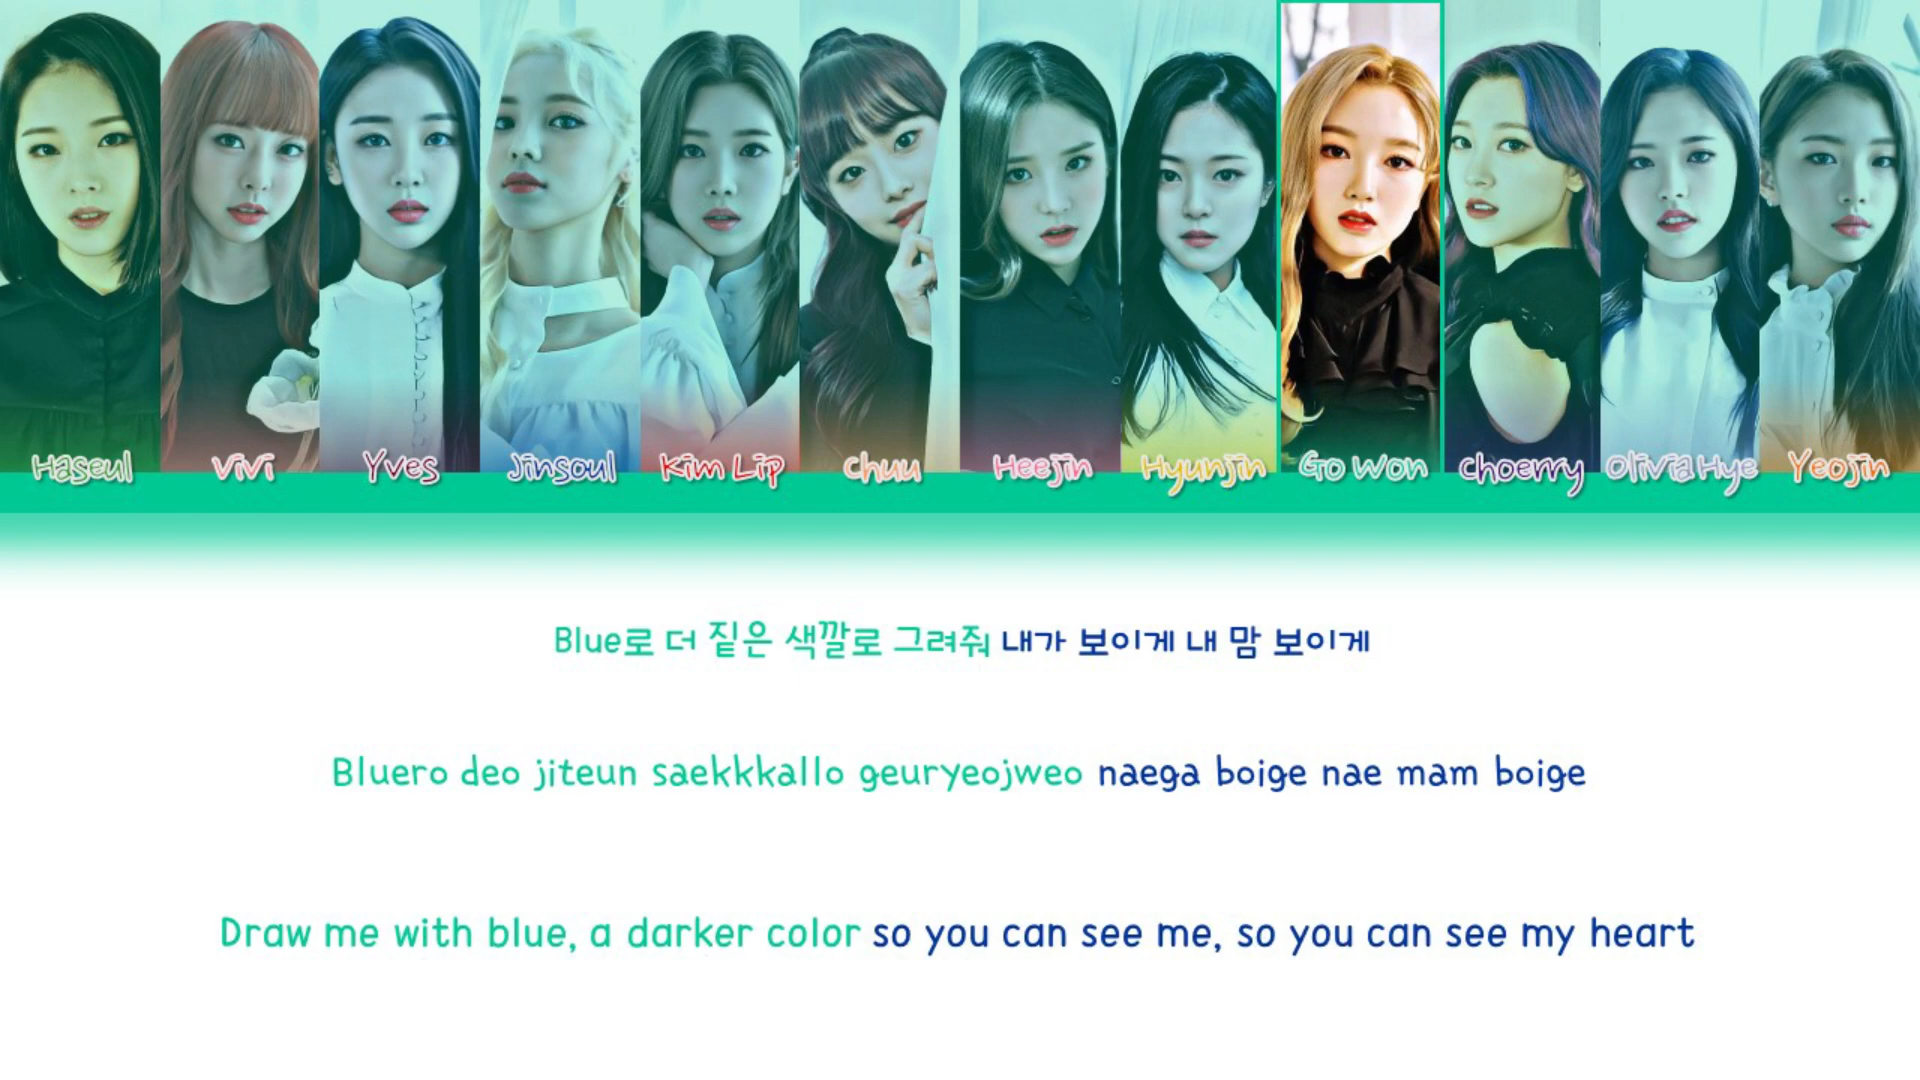 Haseul ViVi Yves Jinsoul Kim Lip Chuu Heejin Hyunjin Go Won Choerry Olivia Hye Yeojin
Blue로 더 짙은 색깔로 그려줘 내가 보이게 내 맘 보이게
Bluero deo jiteun saekkkallo geuryeojweo naega boige nae mam boige
Draw me with blue, a darker color so you can see me, so you can see my heart